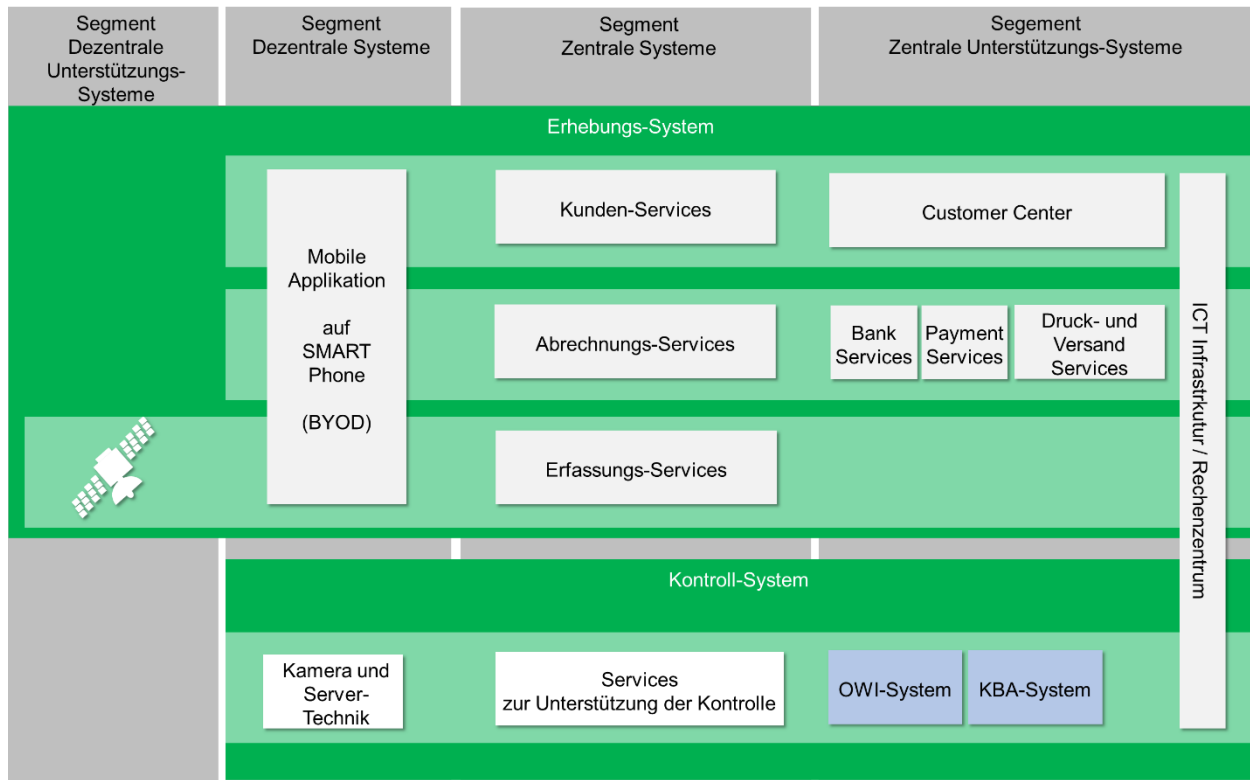 Segment
Dezentrale
Unterstützungs-
Systeme
Segment
Dezentrale Systeme
Segment
Zentrale Systeme
Segement
Zentrale Unterstützungs-Systeme
Erhebungs-System
Mobile
Applikation
auf
SMART
Phone
(BYOD)
Kunden-Services
Customer Center
Abrechnungs-Services
Bank
Services
Payment
Services
Druck- und
Versand
Services
Erfassungs-Services
ICT Infrastrkutur / Rechenzentrum
Kontroll-System
Kamera und
Server-
Technik
Services
zur Unterstützung der Kontrolle
OWI-System
KBA-System